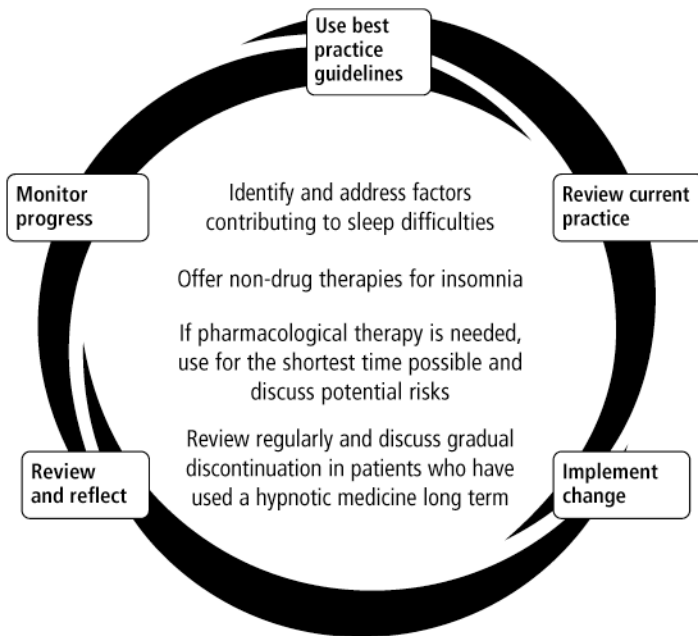 Use best
practice
guidelines
Monitor
progress
Review current
practice
Identify and address factors
contributing to sleep difficulties
Offer non-drug therapies for insomnia
If pharmacological therapy is needed,
use for the shortest time possible and
discuss potential risks
Review regularly and discuss gradual
discontinuation in patients who have
used a hypnotic medicine long term
Review
and reflect
Implement
change